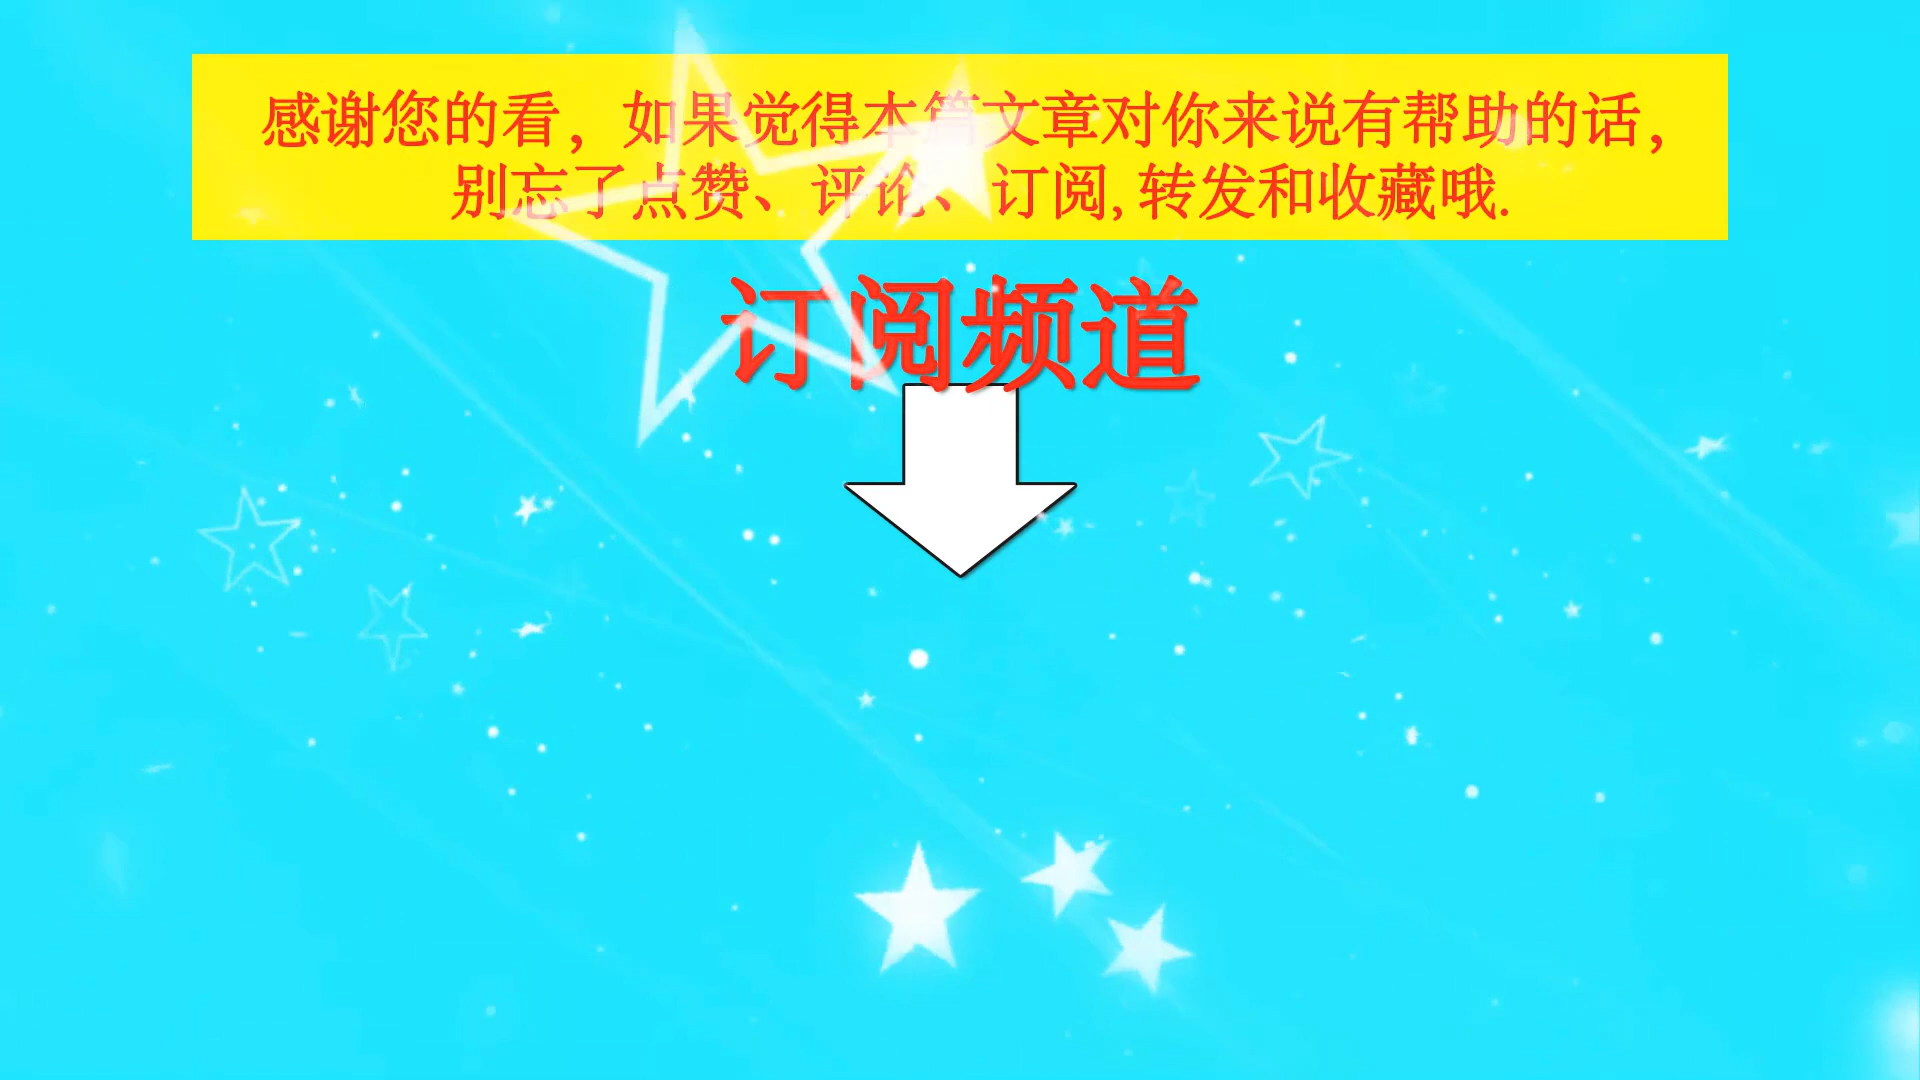 感谢您的看，如果觉得本篇文章对你来说有帮助的话，
别忘了点赞、评论、订阅,转发和收藏哦.
订阅频道